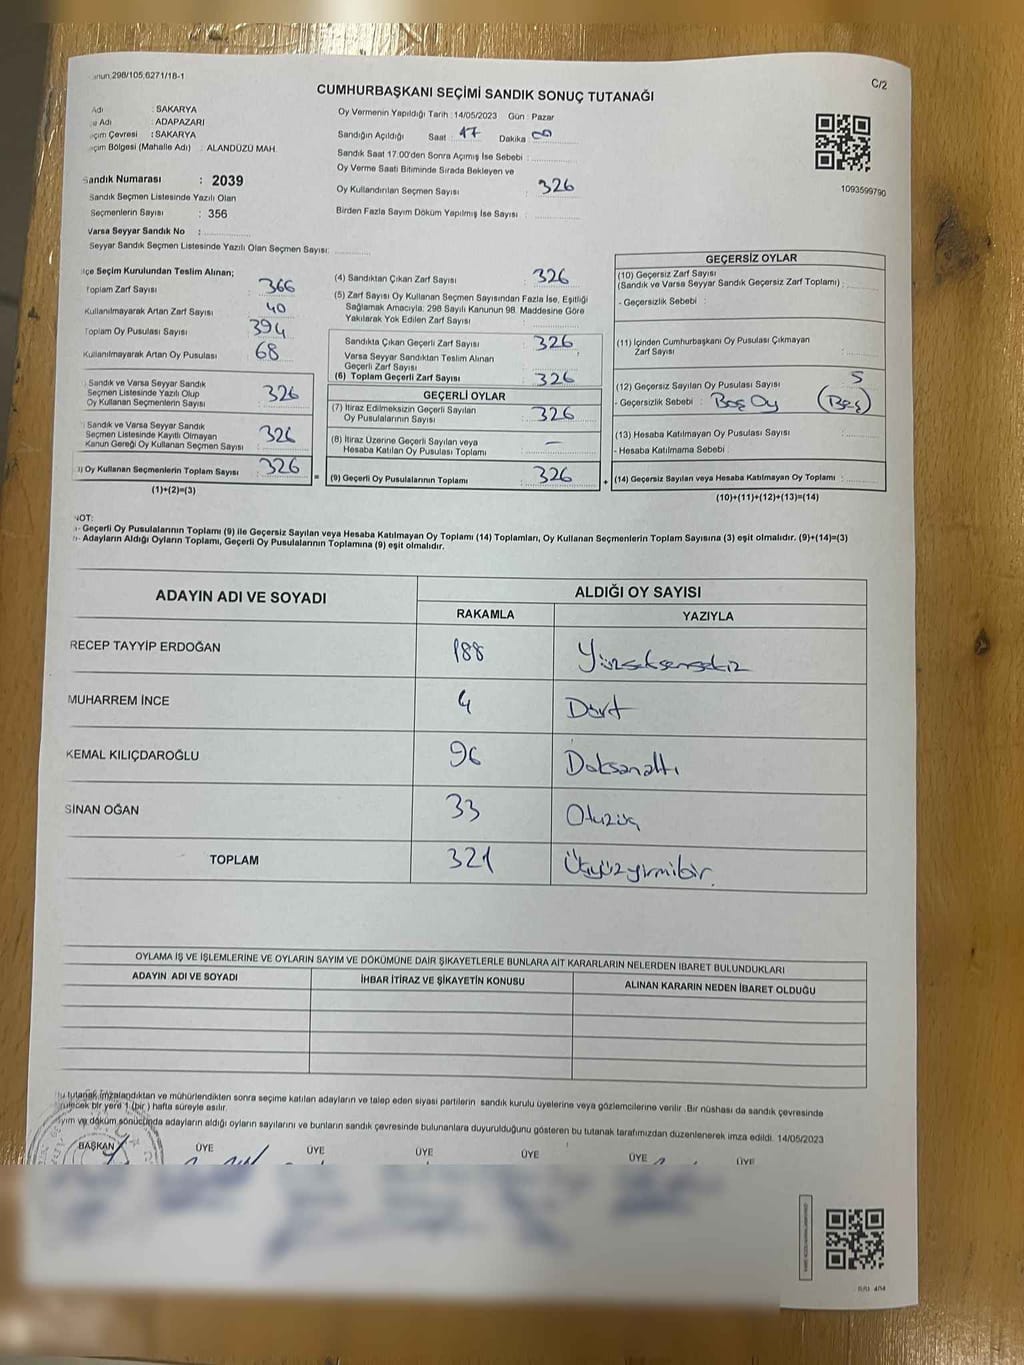 298/105,6271/18-1
C/2
CUMHURBAŞKANI SEÇİMİ SANDIK SONUÇ TUTANAĞI
Adı : SAKARYA
Adı : ADAPAZARI
Çevresi : SAKARYA
Bölgesi (Mahalle Adı) : ALANDÜZÜ MAH.
Sandık Numarası : 2039
Sandık Seçmen Listesinde Yazılı Olan
Seçmenlerin Sayısı : 356
Varsa Seyyar Sandık No :
Seyyar Sandık Seçmen Listesinde Yazılı Olan Seçmen Sayısı:
Oy Vermenin Yapıldığı Tarih : 14/05/2023 Gün : Pazar
Sandığın Açıldığı Saat : 17 Dakika : 00
Sandık Saat 17:00'den Sonra Açımış İse Sebebi :
Oy Verme Saati Bitiminde Sırada Bekleyen ve
Oy Kullandırılan Seçmen Sayısı : 326
Birden Fazla Sayım Döküm Yapılmış İse Sayısı :
1093599790
İlçe Seçim Kurulundan Teslim Alınan;
Toplam Zarf Sayısı : 366
Kullanılmayarak Artan Zarf Sayısı : 40
Toplam Oy Pusulası Sayısı : 394
Kullanılmayarak Artan Oy Pusulası : 68
Sandık ve Varsa Seyyar Sandık
Seçmen Listesinde Yazılı Olup
Oy Kullanan Seçmenlerin Sayısı : 326
Sandık ve Varsa Seyyar Sandık
Seçmen Listesinde Kayıtlı Olmayan
Kanun Gereği Oy Kullanan Seçmen Sayısı : 326
) Oy Kullanan Seçmenlerin Toplam Sayısı : 326
(1)+(2)=(3)
(4) Sandıktan Çıkan Zarf Sayısı : 326
(5) Zarf Sayısı Oy Kullanan Seçmen Sayısından Fazla İse, Eşitliği
Sağlamak Amacıyla; 298 Sayılı Kanunun 98. Maddesine Göre
Yakılarak Yok Edilen Zarf Sayısı :
Sandıkta Çıkan Geçerli Zarf Sayısı : 326
Varsa Seyyar Sandıktan Teslim Alınan
Geçerli Zarf Sayısı :
(6) Toplam Geçerli Zarf Sayısı : 326
GEÇERLİ OYLAR
(7) İtiraz Edilmeksizin Geçerli Sayılan
Oy Pusulalarının Sayısı : 326
(8) İtiraz Üzerine Geçerli Sayılan veya
Hesaba Katılan Oy Pusulası Toplamı : —
= (9) Geçerli Oy Pusulalarının Toplamı : 326
GEÇERSİZ OYLAR
(10) Geçersiz Zarf Sayısı
(Sandık ve Varsa Seyyar Sandık Geçersiz Zarf Toplamı) :
- Geçersizlik Sebebi :
(11) İçinden Cumhurbaşkanı Oy Pusulası Çıkmayan
Zarf Sayısı :
(12) Geçersiz Sayılan Oy Pusulası Sayısı : 5
- Geçersizlik Sebebi : Boş Oy (Beş)
(13) Hesaba Katılmayan Oy Pusulası Sayısı :
- Hesaba Katılmama Sebebi :
+ (14) Geçersiz Sayılan veya Hesaba Katılmayan Oy Toplamı :
(10)+(11)+(12)+(13)=(14)
NOT:
- Geçerli Oy Pusulalarının Toplamı (9) ile Geçersiz Sayılan veya Hesaba Katılmayan Oy Toplamı (14) Toplamları, Oy Kullanan Seçmenlerin Toplam Sayısına (3) eşit olmalıdır. (9)+(14)=(3)
- Adayların Aldığı Oyların Toplamı, Geçerli Oy Pusulalarının Toplamına (9) eşit olmalıdır.
ADAYIN ADI VE SOYADI ALDIĞI OY SAYISI
RAKAMLA YAZIYLA
RECEP TAYYİP ERDOĞAN 188 Yüzseksensekiz
MUHARREM İNCE 4 Dört
KEMAL KILIÇDAROĞLU 96 Doksanaltı
SİNAN OĞAN 33 Otuzüç
TOPLAM 321 Üçyüzyirmibir.
OYLAMA İŞ VE İŞLEMLERİNE VE OYLARIN SAYIM VE DÖKÜMÜNE DAİR ŞİKAYETLERLE BUNLARA AİT KARARLARIN NELERDEN İBARET BULUNDUKLARI
ADAYIN ADI VE SOYADI İHBAR İTİRAZ VE ŞİKAYETİN KONUSU ALINAN KARARIN NEDEN İBARET OLDUĞU
tutanak imzalandıktan ve mühürlendikten sonra seçime katılan adayların ve talep eden siyasi partilerin sandık kurulu üyelerine veya gözlemcilerine verilir. Bir nüshası da sandık çevresinde
bir yere 1 (bir) hafta süreyle asılır.
ve döküm sonucunda adayların aldığı oyların sayılarını ve bunların sandık çevresinde bulunanlara duyurulduğunu gösteren bu tutanak tarafımızdan düzenlenerek imza edildi. 14/05/2023
BAŞKAN ÜYE ÜYE ÜYE ÜYE ÜYE ÜYE